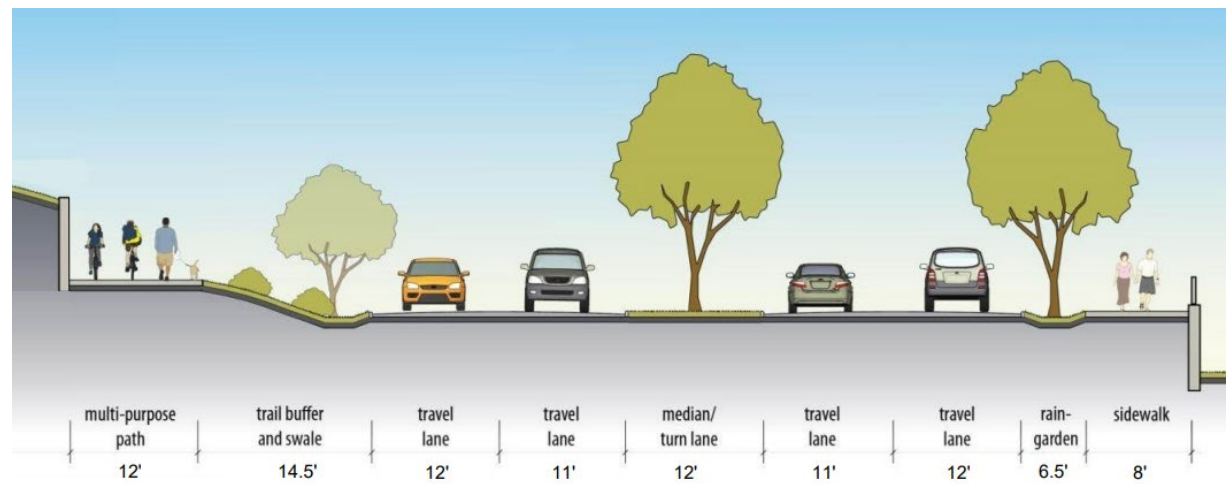 multi-purpose
path
trail buffer
and swale
travel
lane
travel
lane
median/
turn lane
travel
lane
travel
lane
rain-
garden
sidewalk
12'
14.5'
12'
11'
12'
11'
12'
6.5'
8'